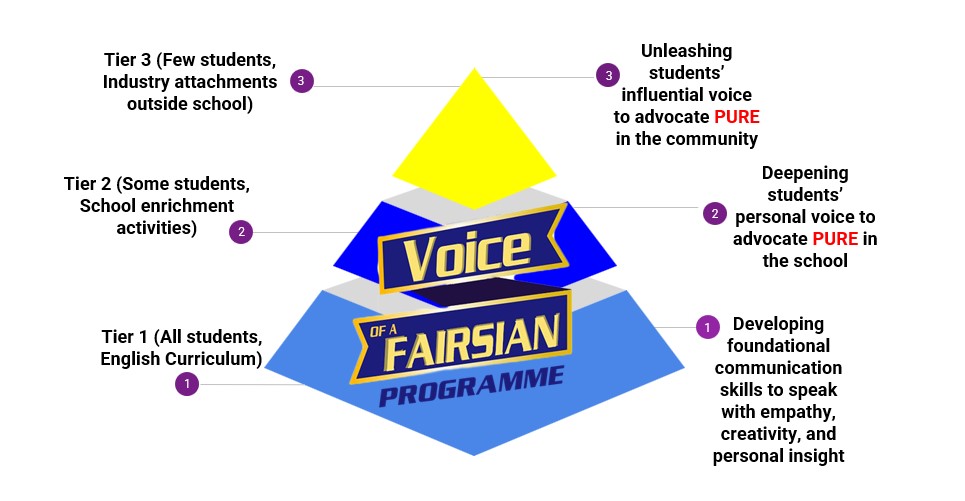 Tier 3 (Few students,
Industry attachments
outside school)
3
3
Unleashing
students’
influential voice
to advocate PURE
in the community
Tier 2 (Some students,
School enrichment
activities)
2
2
Deepening
students’
personal voice to
advocate PURE in
the school
Voice
OF A
FAIRSIAN
PROGRAMME
Tier 1 (All students,
English Curriculum)
1
1
Developing
foundational
communication
skills to speak
with empathy,
creativity, and
personal insight